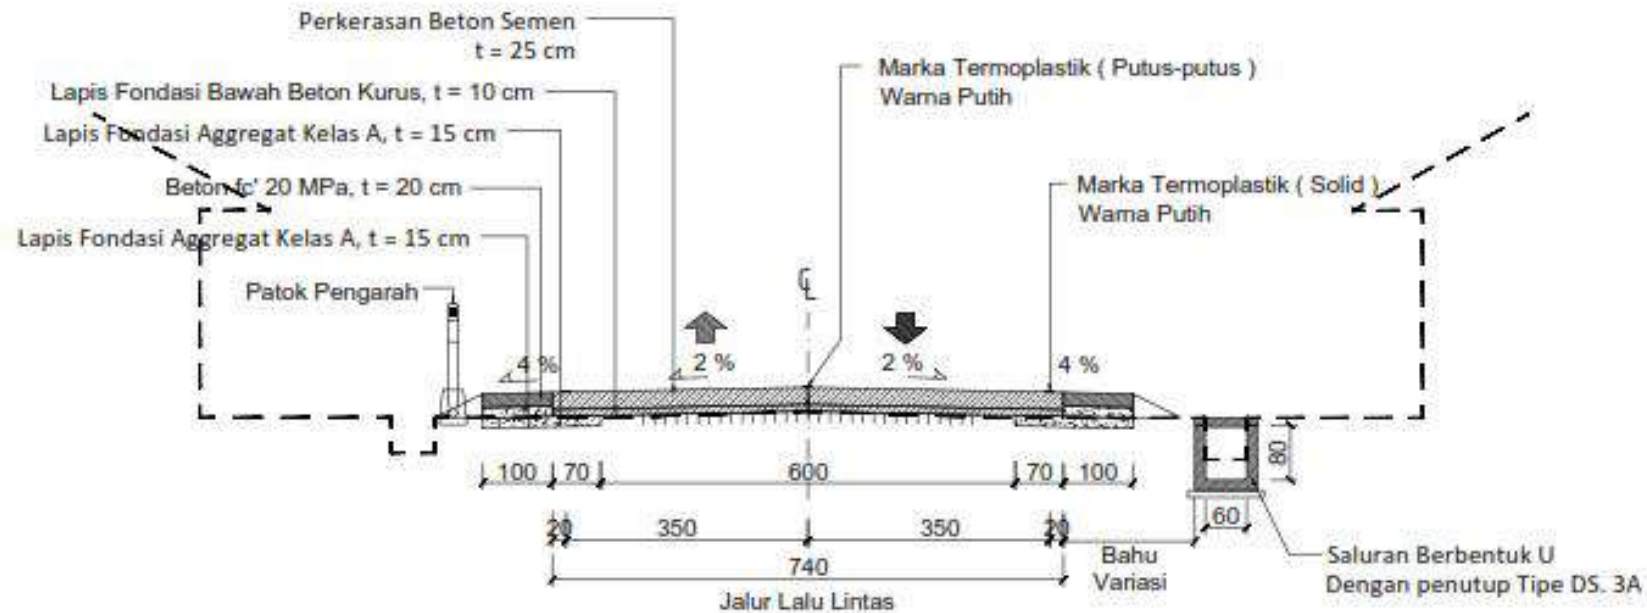 Perkerasan Beton Semen
t = 25 cm
Lapis Fondasi Bawah Beton Kurus, t = 10 cm
Lapis Fondasi Aggregat Kelas A, t = 15 cm
Beton fc' 20 MPa, t = 20 cm
Lapis Fondasi Aggregat Kelas A, t = 15 cm
Patok Pengarah
Marka Termoplastik ( Putus-putus )
Warna Putih
Marka Termoplastik ( Solid )
Warna Putih
CL
4 %
2 %
2 %
4 %
100
70
600
70
100
80
60
20
350
350
20
740
Jalur Lalu Lintas
Bahu
Variasi
Saluran Berbentuk U
Dengan penutup Tipe DS. 3A